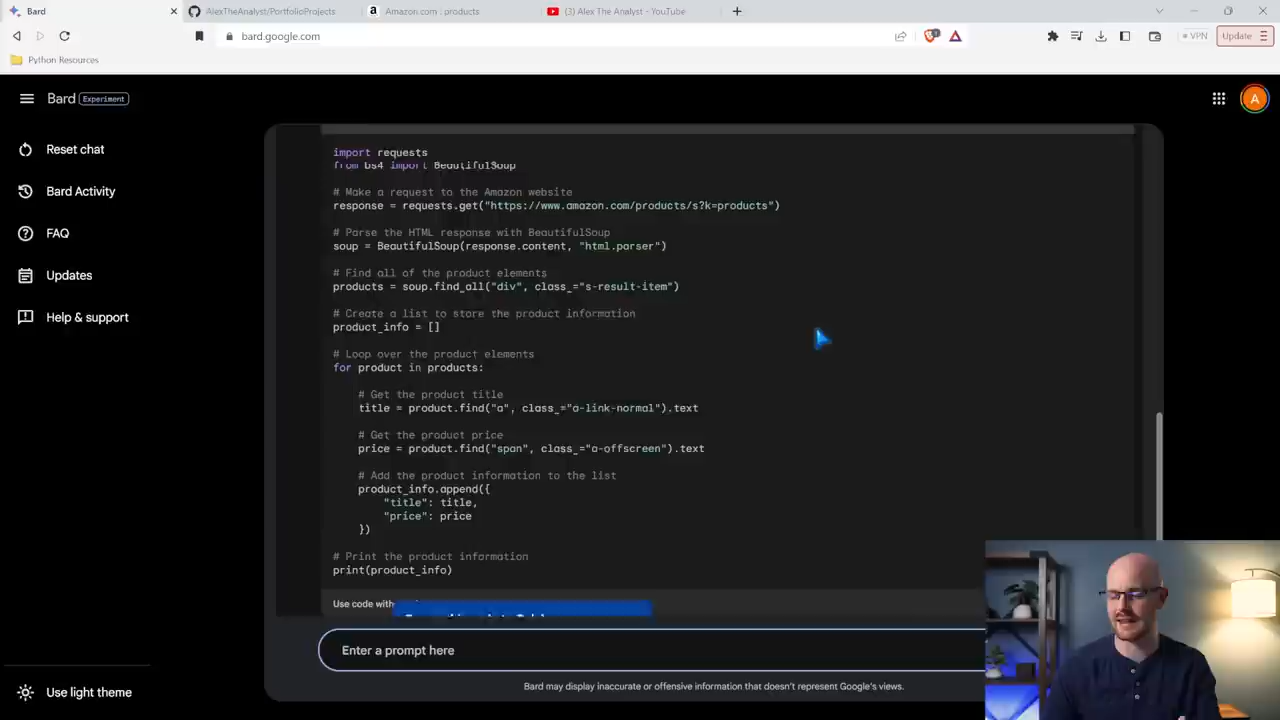 Bard
AlexTheAnalyst/PortfolioProjects
Amazon.com : products
(3) Alex The Analyst - YouTube
bard.google.com
VPN
Update
Python Resources
Bard Experiment
A
Reset chat
Bard Activity
FAQ
Updates
Help & support
import requests
from bs4 import BeautifulSoup
# Make a request to the Amazon website
response = requests.get("https://www.amazon.com/products/s?k=products")
# Parse the HTML response with BeautifulSoup
soup = BeautifulSoup(response.content, "html.parser")
# Find all of the product elements
products = soup.find_all("div", class_="s-result-item")
# Create a list to store the product information
product_info = []
# Loop over the product elements
for product in products:
# Get the product title
title = product.find("a", class_="a-link-normal").text
# Get the product price
price = product.find("span", class_="a-offscreen").text
# Add the product information to the list
product_info.append({
"title": title,
"price": price
})
# Print the product information
print(product_info)
Use code with
Enter a prompt here
Bard may display inaccurate or offensive information that doesn't represent Google's views.
Use light theme